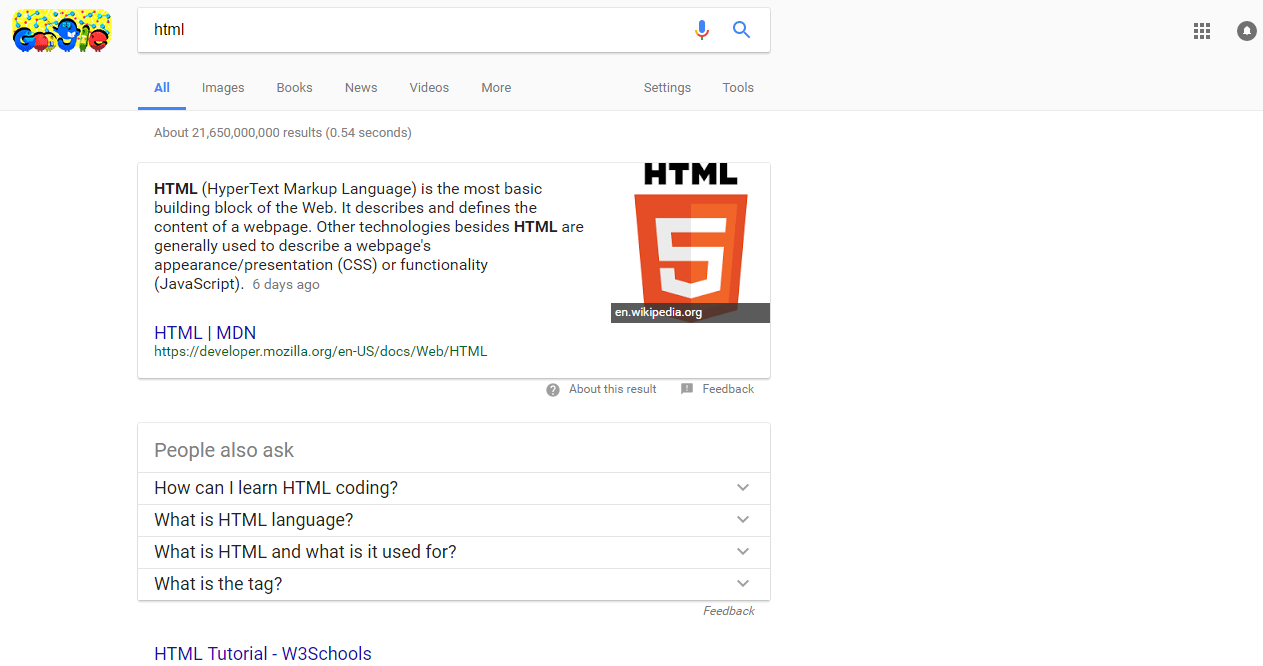 Google
html
All Images Books News Videos More Settings Tools
About 21,650,000,000 results (0.54 seconds)
HTML (HyperText Markup Language) is the most basic
building block of the Web. It describes and defines the
content of a webpage. Other technologies besides HTML are
generally used to describe a webpage's
appearance/presentation (CSS) or functionality
(JavaScript). 6 days ago
HTML
5
en.wikipedia.org
HTML | MDN
https://developer.mozilla.org/en-US/docs/Web/HTML
About this result Feedback
People also ask
How can I learn HTML coding?
What is HTML language?
What is HTML and what is it used for?
What is the tag?
Feedback
HTML Tutorial - W3Schools